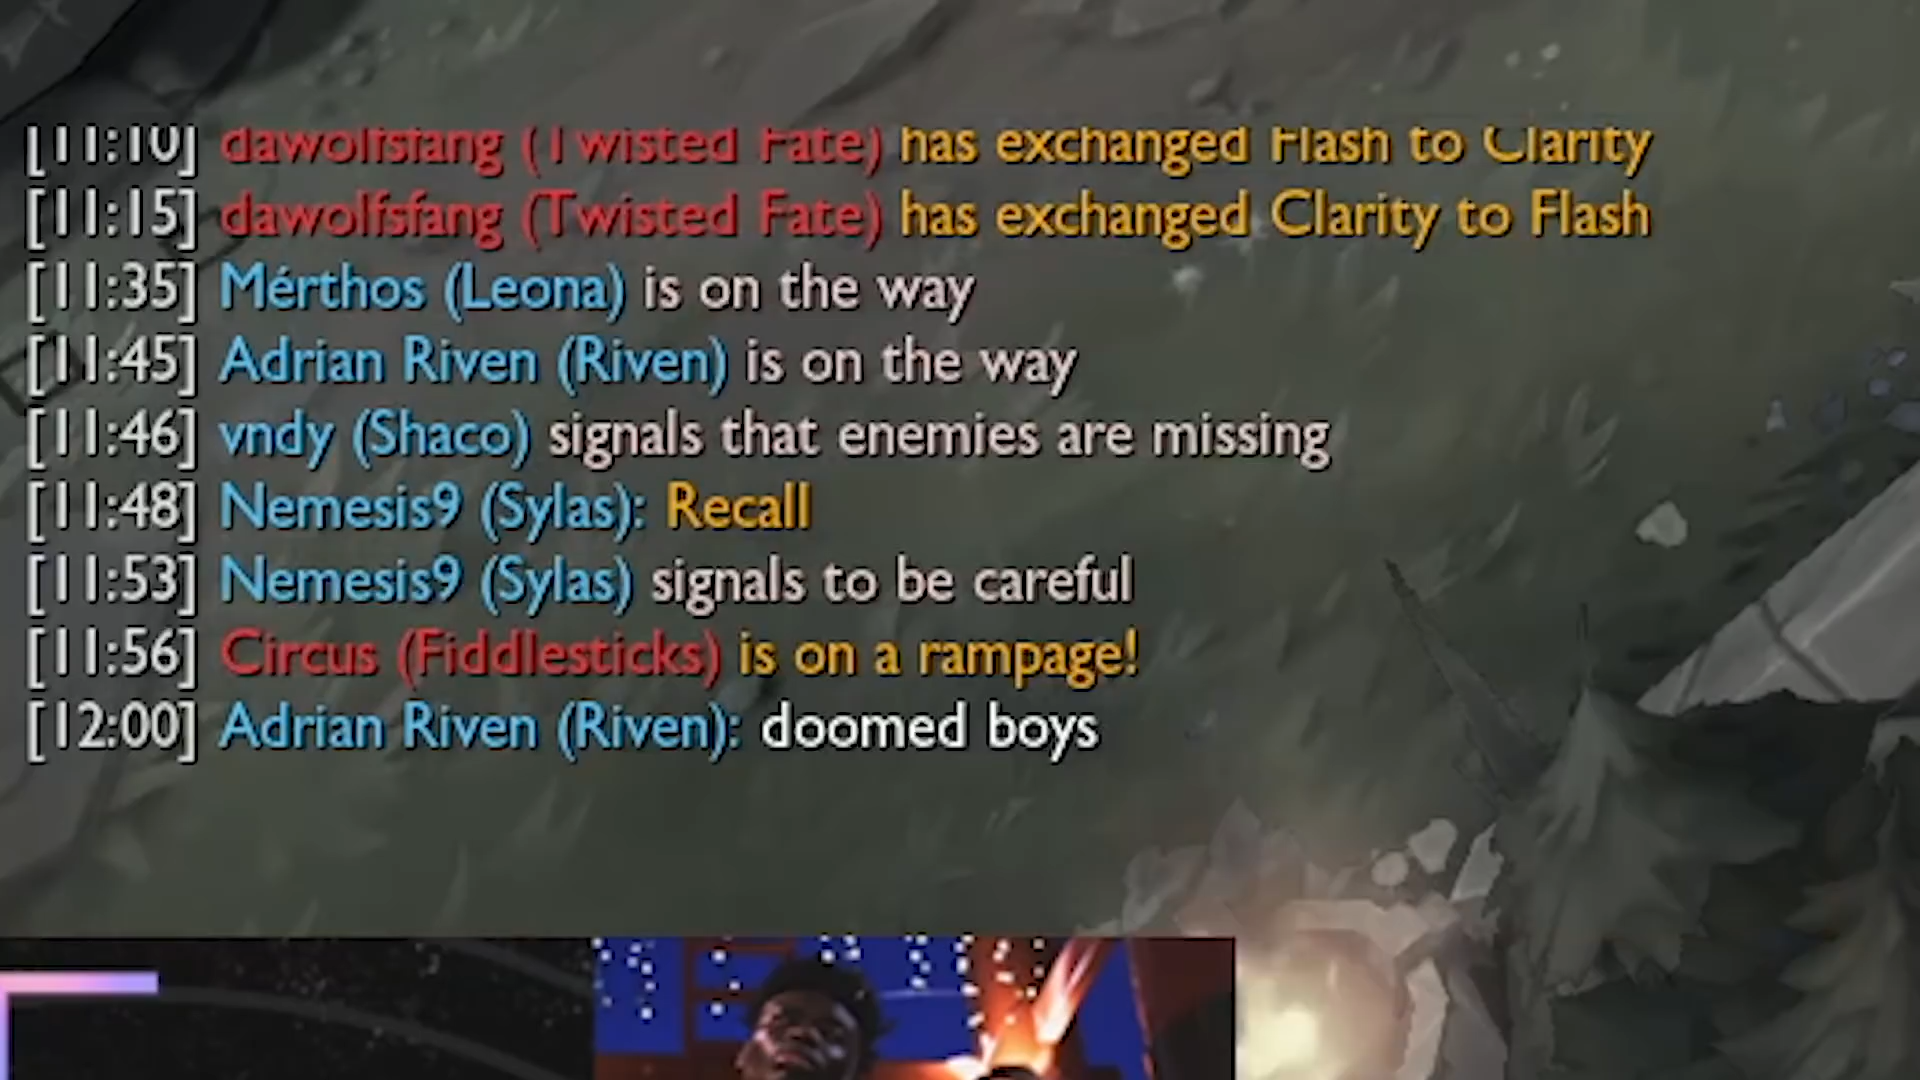 [11:10] dawolfsfang (Twisted Fate) has exchanged Flash to Clarity
[11:15] dawolfsfang (Twisted Fate) has exchanged Clarity to Flash
[11:35] Mérthos (Leona) is on the way
[11:45] Adrian Riven (Riven) is on the way
[11:46] vndy (Shaco) signals that enemies are missing
[11:48] Nemesis9 (Sylas): Recall
[11:53] Nemesis9 (Sylas) signals to be careful
[11:56] Circus (Fiddlesticks) is on a rampage!
[12:00] Adrian Riven (Riven): doomed boys